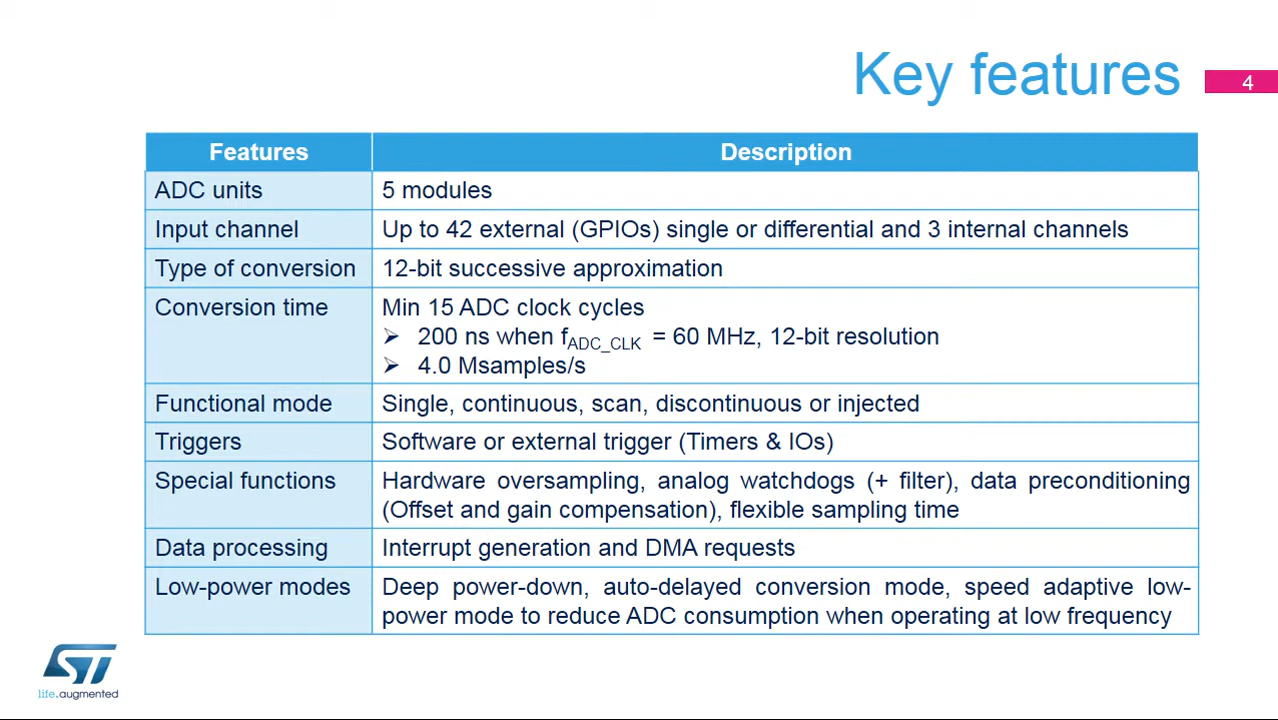 Key features
4
Features Description
ADC units 5 modules
Input channel Up to 42 external (GPIOs) single or differential and 3 internal channels
Type of conversion 12-bit successive approximation
Conversion time Min 15 ADC clock cycles
➢ 200 ns when fADC_CLK = 60 MHz, 12-bit resolution
➢ 4.0 Msamples/s
Functional mode Single, continuous, scan, discontinuous or injected
Triggers Software or external trigger (Timers & IOs)
Special functions Hardware oversampling, analog watchdogs (+ filter), data preconditioning
(Offset and gain compensation), flexible sampling time
Data processing Interrupt generation and DMA requests
Low-power modes Deep power-down, auto-delayed conversion mode, speed adaptive low-
power mode to reduce ADC consumption when operating at low frequency
ST
life.augmented